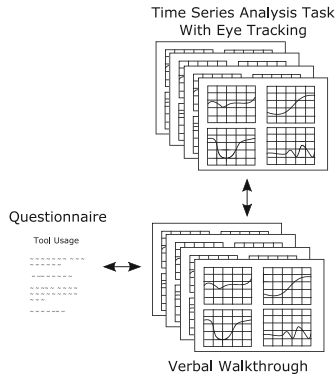 Time Series Analysis Task
With Eye Tracking
Questionnaire
Tool Usage
Verbal Walkthrough